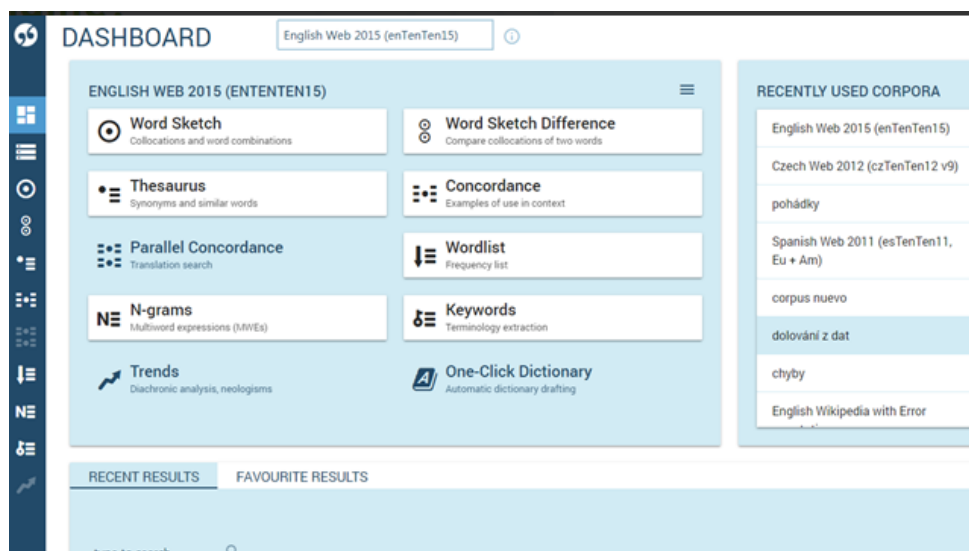 DASHBOARD
English Web 2015 (enTenTen15)
ENGLISH WEB 2015 (ENTENTEN15)
Word Sketch
Collocations and word combinations
Word Sketch Difference
Compare collocations of two words
Thesaurus
Synonyms and similar words
Concordance
Examples of use in context
Parallel Concordance
Translation search
Wordlist
Frequency list
N-grams
Multiword expressions (MWEs)
Keywords
Terminology extraction
Trends
Diachronic analysis, neologisms
One-Click Dictionary
Automatic dictionary drafting
RECENTLY USED CORPORA
English Web 2015 (enTenTen15)
Czech Web 2012 (czTenTen12 v9)
pohádky
Spanish Web 2011 (esTenTen11,
Eu + Am)
corpus nuevo
dolování z dat
chyby
English Wikipedia with Error
RECENT RESULTS
FAVOURITE RESULTS